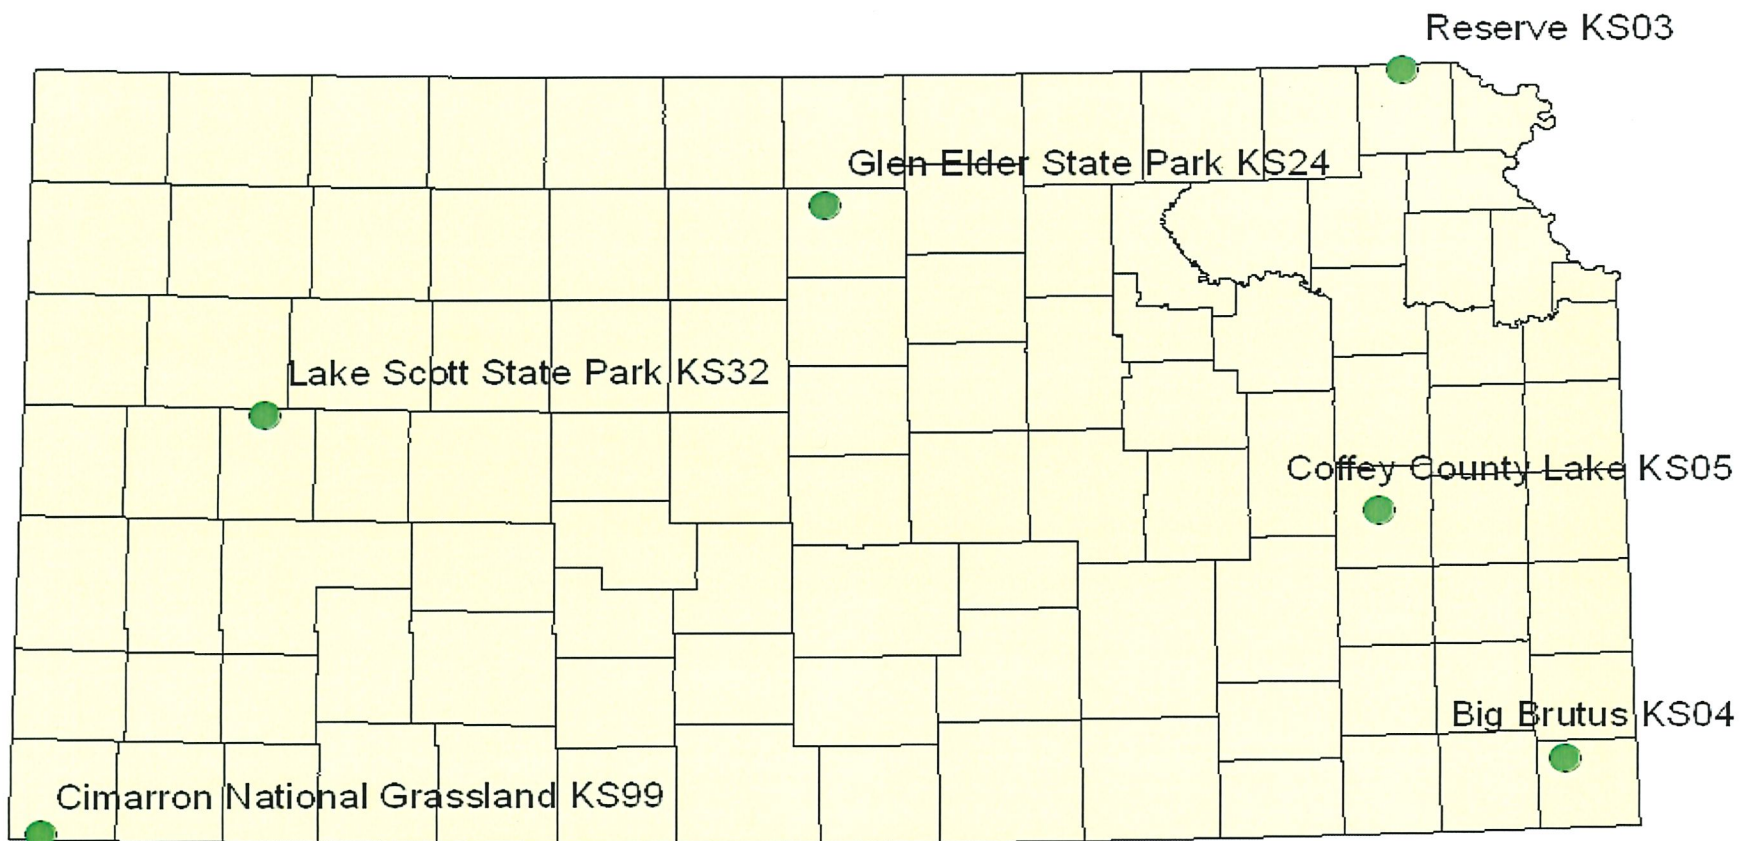 Reserve KS03
Glen Elder State Park KS24
Lake Scott State Park KS32
Coffey County Lake KS05
Big Brutus KS04
Cimarron National Grassland KS99